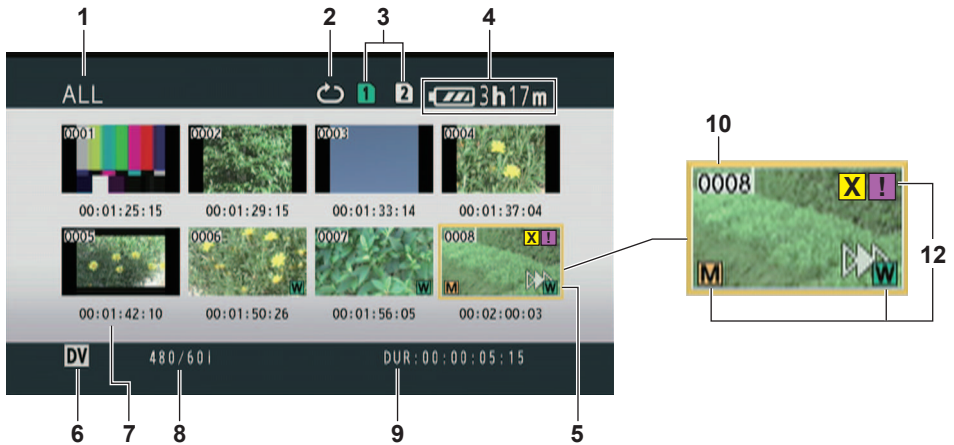 1 2 3 4
ALL 1 2 3h17m
0001 0002 0003 0004
00:01:25:15 00:01:29:15 00:01:33:14 00:01:37:04
0005 0006 0007 0008 X !
W W M W
00:01:42:10 00:01:50:26 00:01:56:05 00:02:00:03
DV 480/60i DUR:00:00:05:15
6 7 8 9 5
10
0008 X !
M W
12